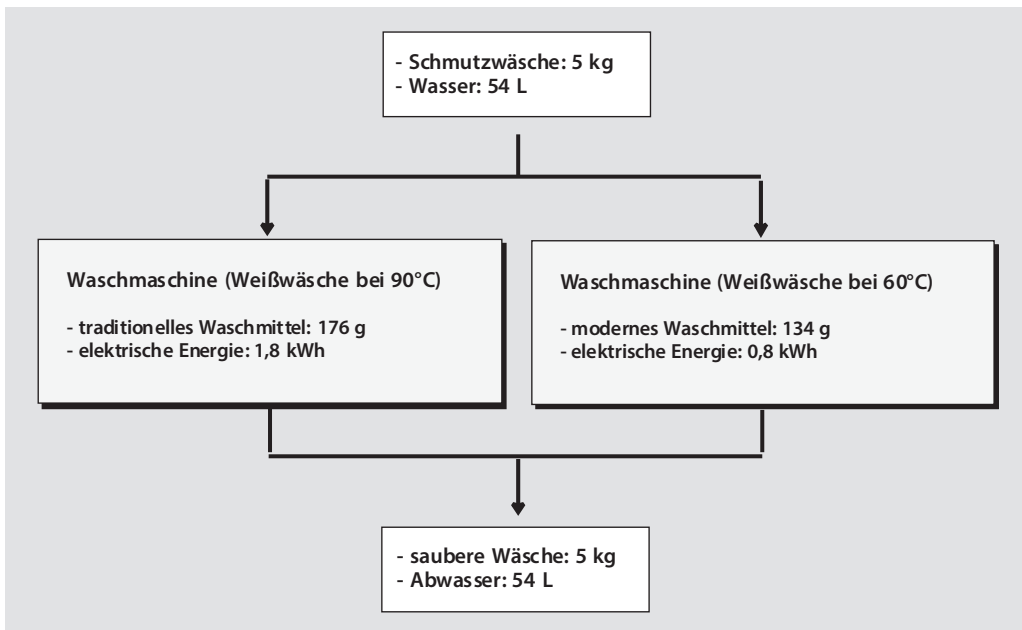 - Schmutzwäsche: 5 kg
- Wasser: 54 L
Waschmaschine (Weißwäsche bei 90°C)
- traditionelles Waschmittel: 176 g
- elektrische Energie: 1,8 kWh
Waschmaschine (Weißwäsche bei 60°C)
- modernes Waschmittel: 134 g
- elektrische Energie: 0,8 kWh
- saubere Wäsche: 5 kg
- Abwasser: 54 L